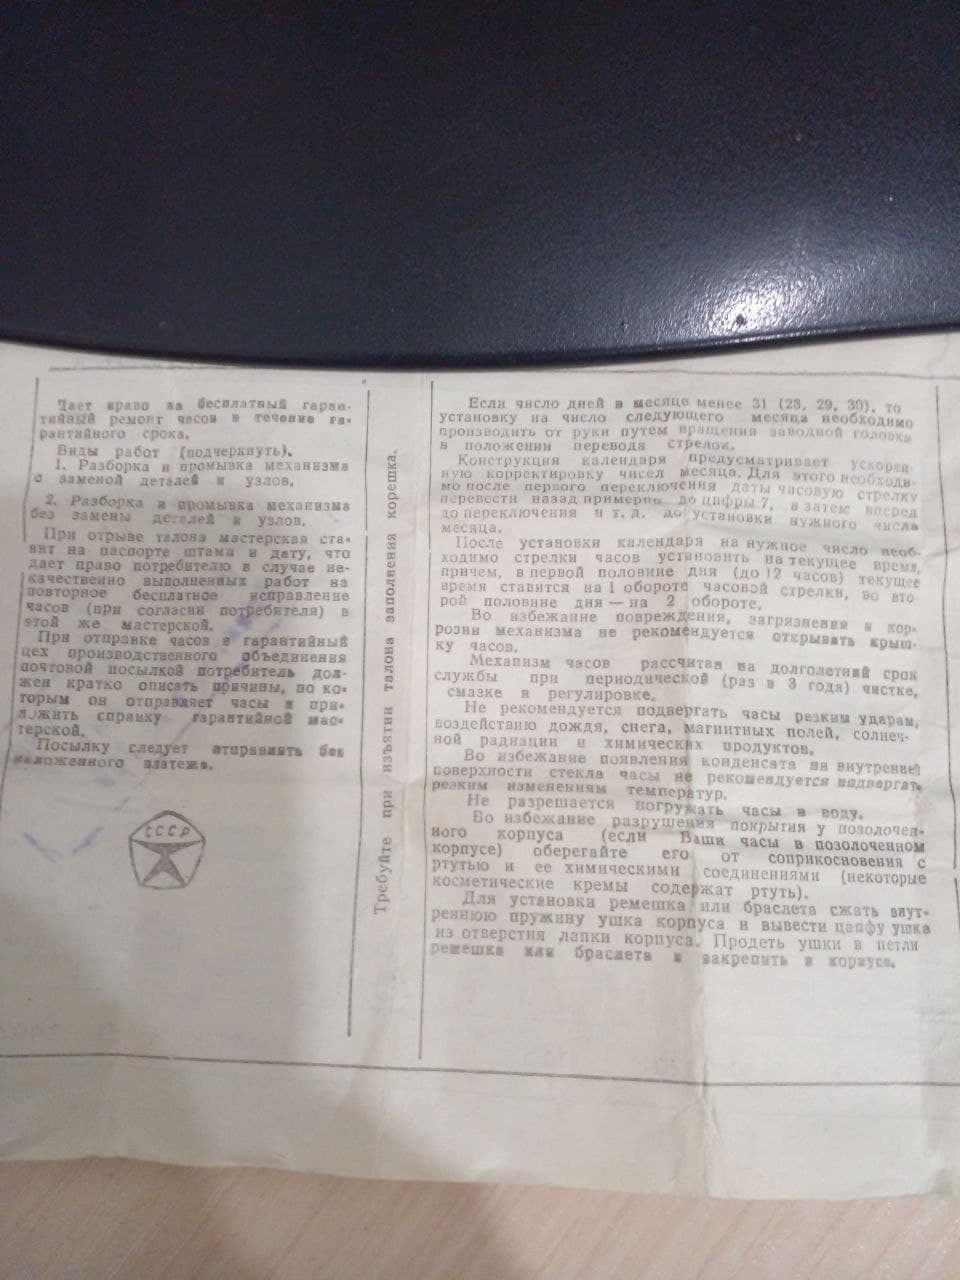 Дает право на бесплатный гаран-
тийный ремонт часов в течение га-
рантийного срока.
Виды работ (подчеркнуть).
1. Разборка и промывка механизма
с заменой деталей и узлов.
2. Разборка и промывка механизма
без замены деталей и узлов.
При отрыве талона мастерская ста-
вит на паспорте штамп и дату, что
дает право потребителю в случае не-
качественно выполненных работ на
повторное бесплатное исправление
часов (при согласии потребителя) в
этой же мастерской.
При отправке часов в гарантийный
цех производственного объединения
почтовой посылкой потребитель дол-
жен кратко описать причины, по ко-
торым он отправляет часы и при-
ложить справку гарантийной мас-
терской.
Посылку следует отправлять без
наложенного платежа.
СССР
Требуйте при изъятии талона заполнения корешка.
Если число дней в месяце менее 31 (28, 29, 30), то
установку на число следующего месяца необходимо
производить от руки путем вращения заводной головки
в положении перевода стрелок.
Конструкция календаря предусматривает ускорен-
ную корректировку чисел месяца. Для этого необходи-
мо после первого переключения даты часовую стрелку
перевести назад примерно до цифры 7, а затем вперед
до переключения и т. д. до установки нужного числа
месяца.
После установки календаря на нужное число необ-
ходимо стрелки часов установить на текущее время,
причем, в первой половине дня (до 12 часов) текущее
время ставится на 1 обороте часовой стрелки, во вто-
рой половине дня — на 2 обороте.
Во избежание повреждения, загрязнения и кор-
розии механизма не рекомендуется открывать крыш-
ку часов.
Механизм часов рассчитан на долголетний срок
службы при периодической (раз в 3 года) чистке,
смазке и регулировке.
Не рекомендуется подвергать часы резким ударам,
воздействию дождя, снега, магнитных полей, солнеч-
ной радиации и химических продуктов.
Во избежание появления конденсата на внутренней
поверхности стекла часы не рекомендуется подвергать
резким изменениям температур.
Не разрешается погружать часы в воду.
Во избежание разрушения покрытия у позолочен-
ного корпуса (если Ваши часы в позолоченном
корпусе) оберегайте его от соприкосновения с
ртутью и ее химическими соединениями (некоторые
косметические кремы содержат ртуть).
Для установки ремешка или браслета сжать внут-
реннюю пружину ушка корпуса и вывести цапфу ушка
из отверстия лапки корпуса. Продеть ушки в петли
ремешка или браслета и закрепить в корпусе.